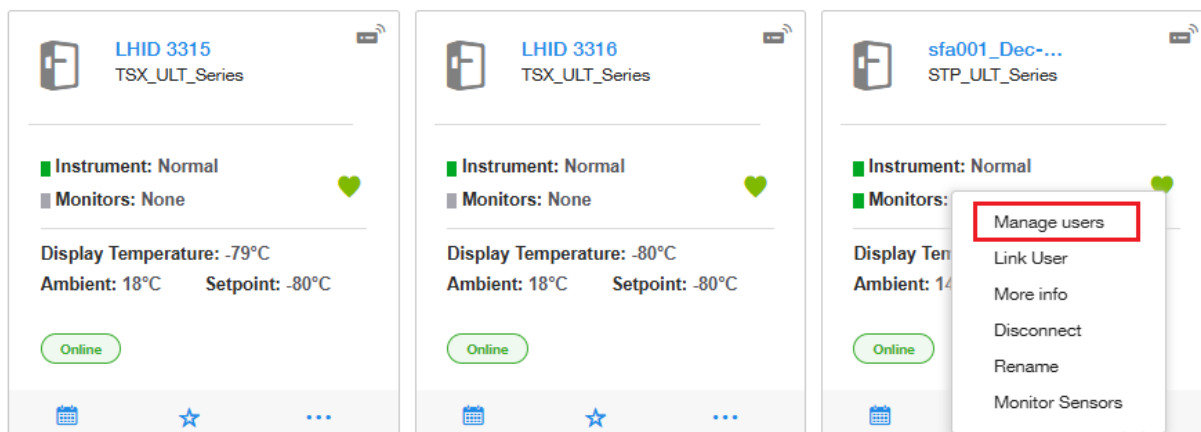 LHID 3315
TSX_ULT_Series
Instrument: Normal
Monitors: None
Display Temperature: -79°C
Ambient: 18°C Setpoint: -80°C
Online
LHID 3316
TSX_ULT_Series
Instrument: Normal
Monitors: None
Display Temperature: -80°C
Ambient: 18°C Setpoint: -80°C
Online
sfa001_Dec-...
STP_ULT_Series
Instrument: Normal
Monitors:
Display
Ambient:
Online
Manage users
Link User
More info
Disconnect
Rename
Monitor Sensors